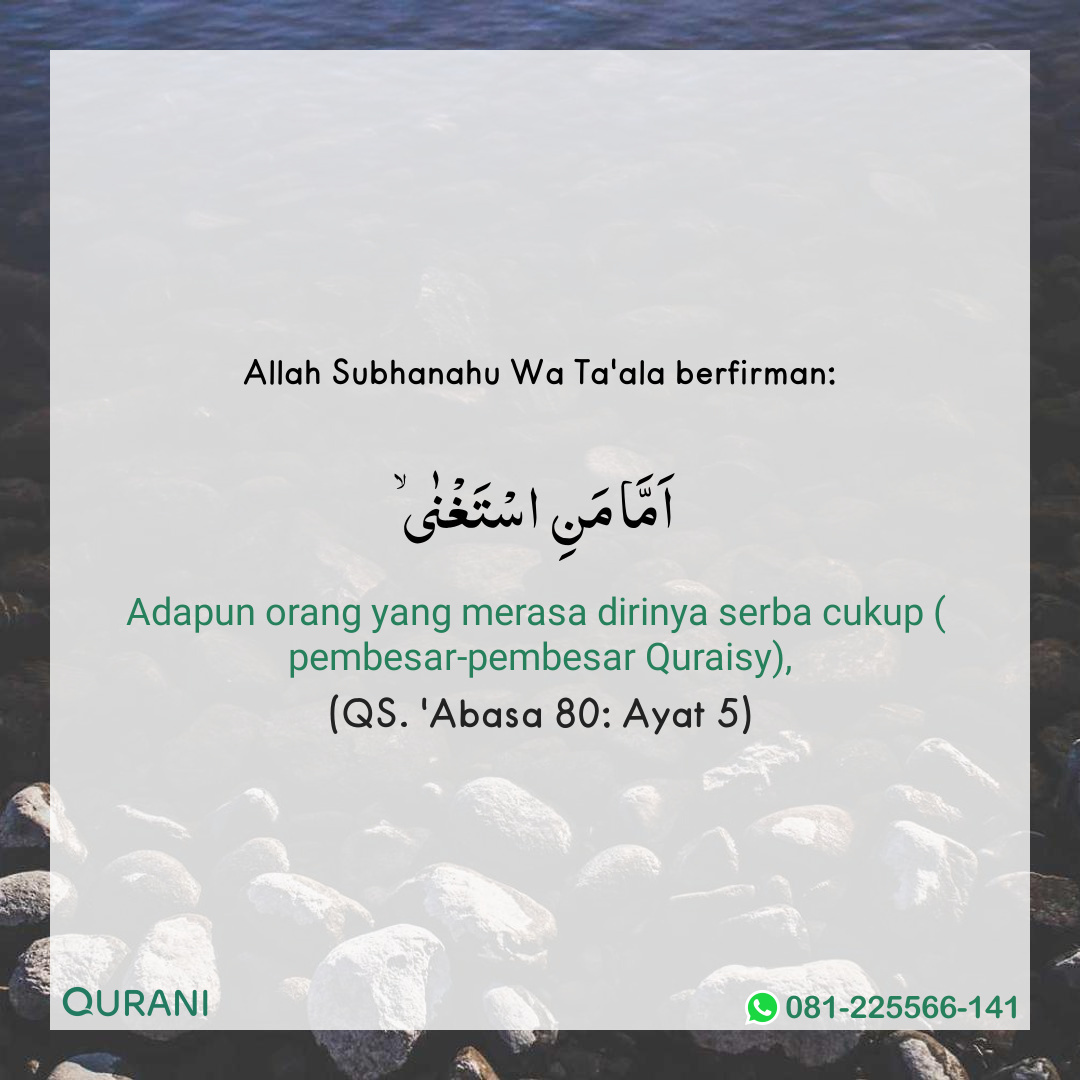 Allah Subhanahu Wa Ta'ala berfirman:
اَمَّا مَنِ اسْتَغْنٰىۙ
Adapun orang yang merasa dirinya serba cukup (
pembesar-pembesar Quraisy),
(QS. 'Abasa 80: Ayat 5)
QURANI
081-225566-141